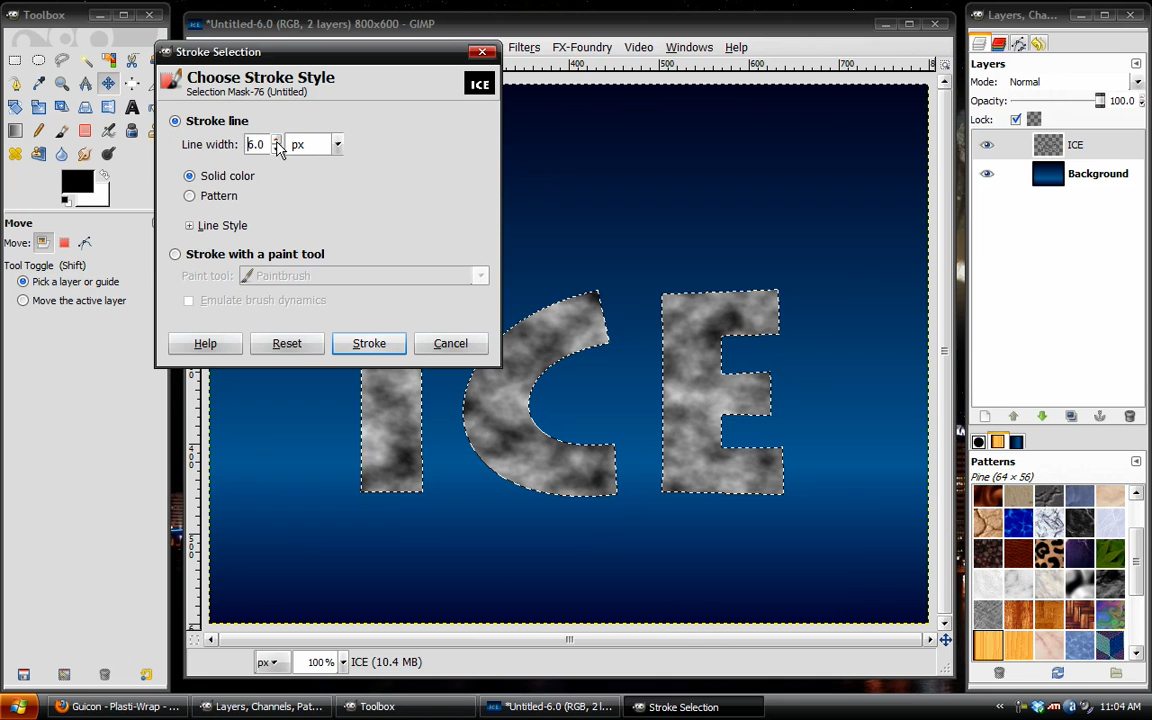 Toolbox
*Untitled-6.0 (RGB, 2 layers) 800x600 - GIMP
Layers, Cha...
Stroke Selection
Filters FX-Foundry Video Windows Help
Choose Stroke Style
Selection Mask-76 (Untitled)
ICE
400 500 600 700
Layers
Mode: Normal
Opacity: 100.0
Lock:
ICE
Background
Stroke line
Line width: 6.0 px
Solid color
Pattern
Line Style
Stroke with a paint tool
Paint tool: Paintbrush
Emulate brush dynamics
Help Reset Stroke Cancel
Move
Move:
Tool Toggle (Shift)
Pick a layer or guide
Move the active layer
ICE
400
500
Patterns
Pine (64 × 56)
px 100% ICE (10.4 MB)
Guicon - Plasti-Wrap - ... Layers, Channels, Pat... Toolbox *Untitled-6.0 (RGB, 2 l... Stroke Selection 11:04 AM